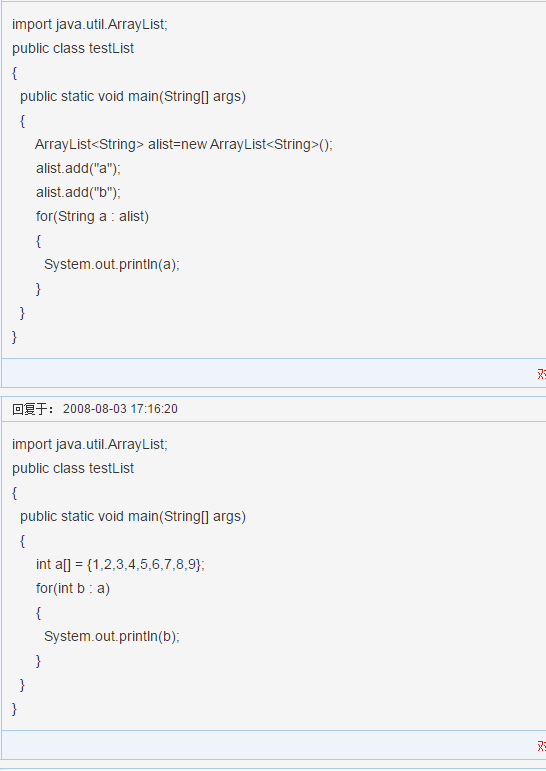 import java.util.ArrayList;
public class testList
{
public static void main(String[] args)
{
ArrayList<String> alist=new ArrayList<String>();
alist.add("a");
alist.add("b");
for(String a : alist)
{
System.out.println(a);
}
}
}
回复于： 2008-08-03 17:16:20
import java.util.ArrayList;
public class testList
{
public static void main(String[] args)
{
int a[] = {1,2,3,4,5,6,7,8,9};
for(int b : a)
{
System.out.println(b);
}
}
}